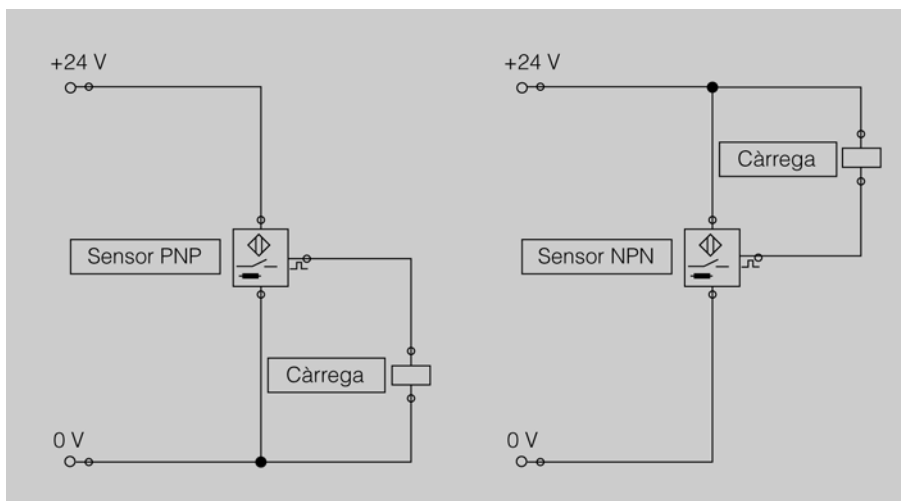 +24 V
Sensor PNP
Càrrega
0 V
+24 V
Càrrega
Sensor NPN
0 V